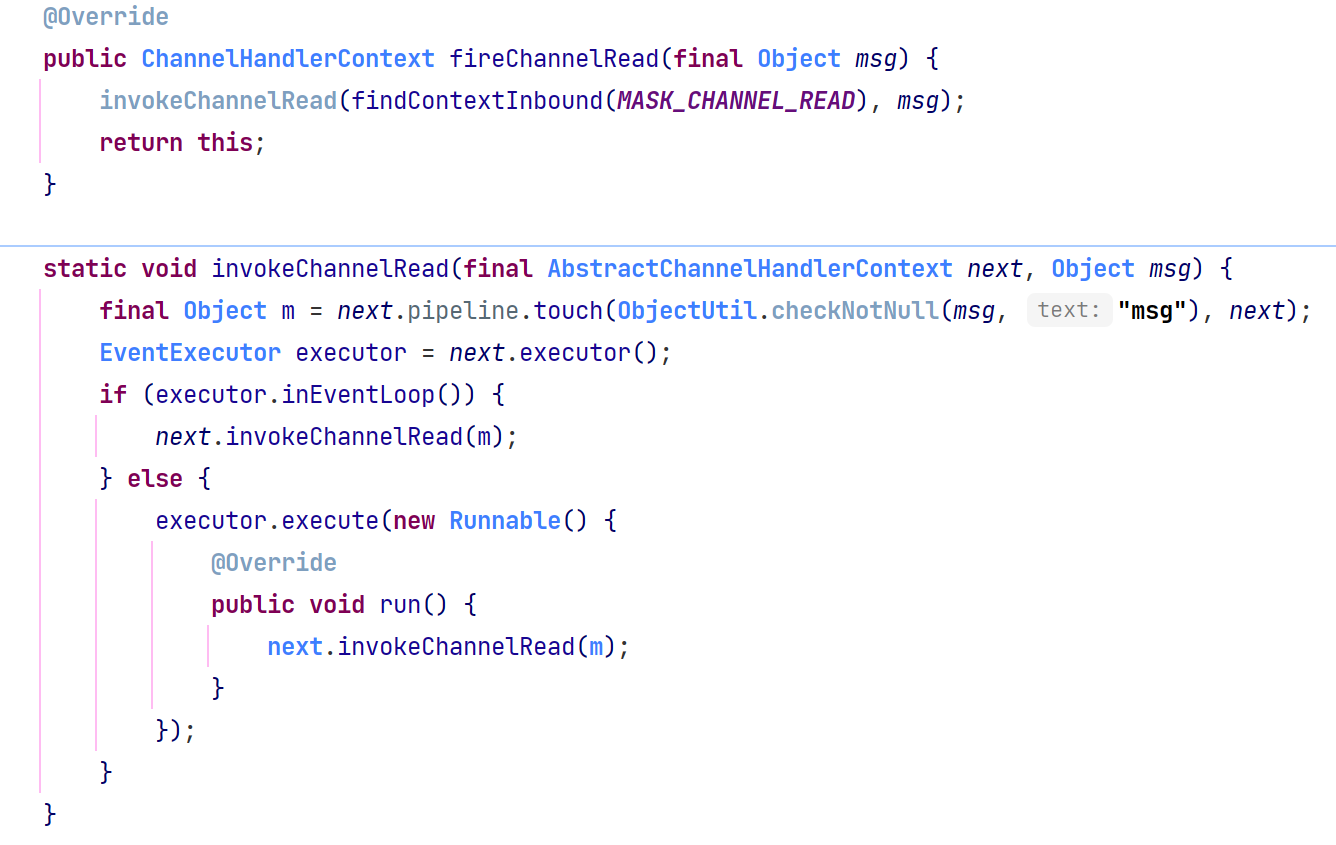 @Override
public ChannelHandlerContext fireChannelRead(final Object msg) {
invokeChannelRead(findContextInbound(MASK_CHANNEL_READ), msg);
return this;
}
static void invokeChannelRead(final AbstractChannelHandlerContext next, Object msg) {
final Object m = next.pipeline.touch(ObjectUtil.checkNotNull(msg, text: "msg"), next);
EventExecutor executor = next.executor();
if (executor.inEventLoop()) {
next.invokeChannelRead(m);
} else {
executor.execute(new Runnable() {
@Override
public void run() {
next.invokeChannelRead(m);
}
});
}
}